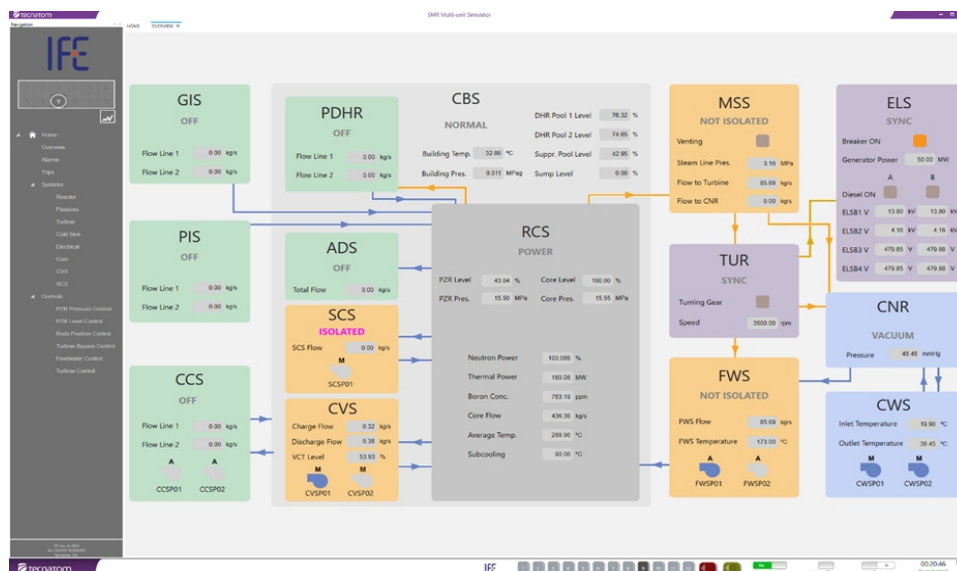 tecnatom
SMR Multi-unit Simulator
Navigation
HOME OVERVIEW ×
IFE
9
Home
Overview
Alarms
Trips
Systems
Reactor
Passives
Turbine
Cold Sink
Electrical
Core
CVS
SCS
Controls
PZR Pressure Control
PZR Level Control
Rods Position Control
Turbine Bypass Control
Feedwater Control
Turbine Control
GIS
OFF
Flow Line 1 0.00 kg/s
Flow Line 2 0.00 kg/s
PIS
OFF
Flow Line 1 0.00 kg/s
Flow Line 2 0.00 kg/s
CCS
OFF
Flow Line 1 0.00 kg/s
Flow Line 2 0.00 kg/s
A A
CCSP01 CCSP02
PDHR
OFF
Flow Line 1 0.00 kg/s
Flow Line 2 0.00 kg/s
CBS
NORMAL
Building Temp. 32.86 °C
Building Pres. 0.011 MPag
DHR Pool 1 Level 76.32 %
DHR Pool 2 Level 74.65 %
Suppr. Pool Level 42.95 %
Sump Level 0.00 %
ADS
OFF
Total Flow 0.00 kg/s
SCS
ISOLATED
SCS Flow 0.00 kg/s
M
SCSP01
CVS
Charge Flow 0.32 kg/s
Discharge Flow 0.38 kg/s
VCT Level 53.93 %
M M
CVSP01 CVSP02
RCS
POWER
PZR Level 43.04 % Core Level 100.00 %
PZR Pres. 15.50 MPa Core Pres. 15.55 MPa
Neutron Power 100.086 %
Thermal Power 160.06 MW
Boron Conc. 763.19 ppm
Core Flow 436.36 kg/s
Average Temp. 288.96 °C
Subcooling °C
MSS
NOT ISOLATED
Venting
Steam Line Pres. 3.16 MPa
Flow to Turbine 85.69 kg/s
Flow to CNR 0.00 kg/s
TUR
SYNC
Turning Gear
Speed 3600.00 rpm
FWS
NOT ISOLATED
FWS Flow 85.69 kg/s
FWS Temperature 173.00 °C
A A
FWSP01 FWSP02
ELS
SYNC
Breaker ON
Generator Power 50.00 MW
A B
Diesel ON
ELSB1 V 13.80 kV 13.80 kV
ELSB2 V 4.16 kV 4.16 kV
ELSB3 V 479.85 V 479.86 V
ELSB4 V 479.85 V 479.86 V
CNR
VACUUM
Pressure mmHg
CWS
Inlet Temperature 19.90 °C
Outlet Temperature 38.45 °C
M M
CWSP01 CWSP02
tecnatom
IFE
1 2 3 4 5 6 7 8 9 10 11 12
On
00:20:46